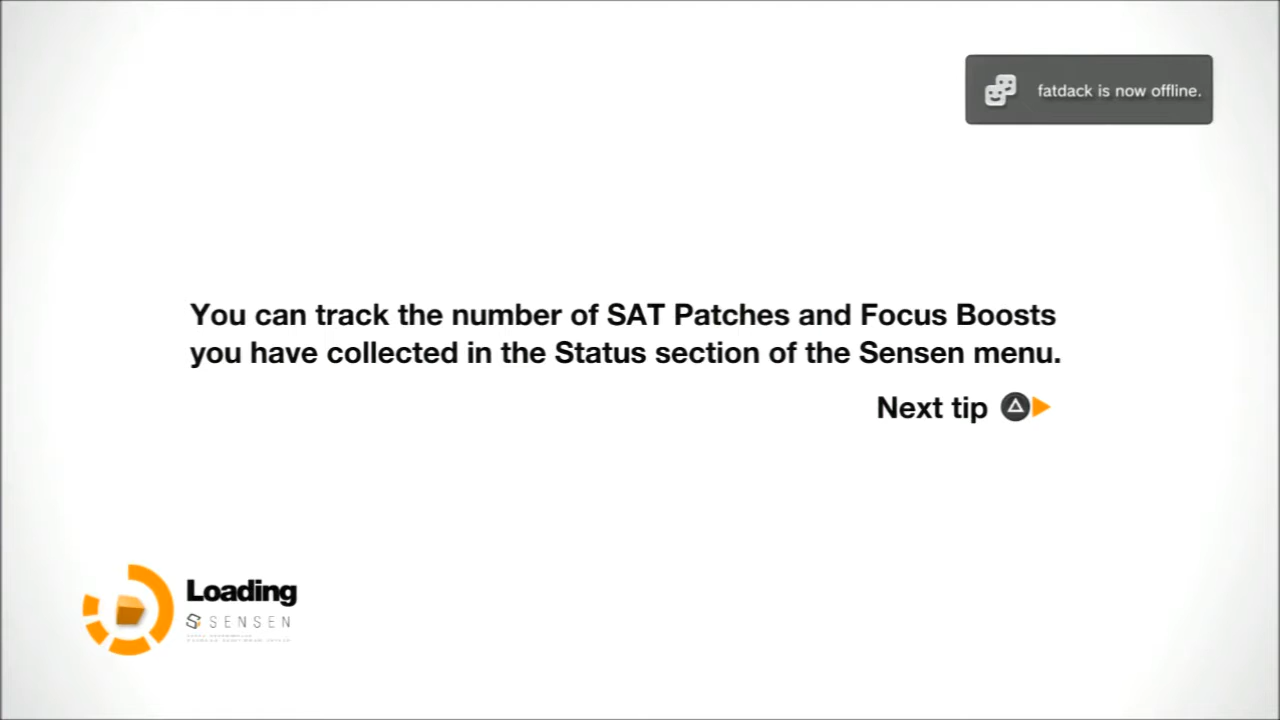 fatdack is now offline.
You can track the number of SAT Patches and Focus Boosts
you have collected in the Status section of the Sensen menu.
Next tip
Loading
SENSEN